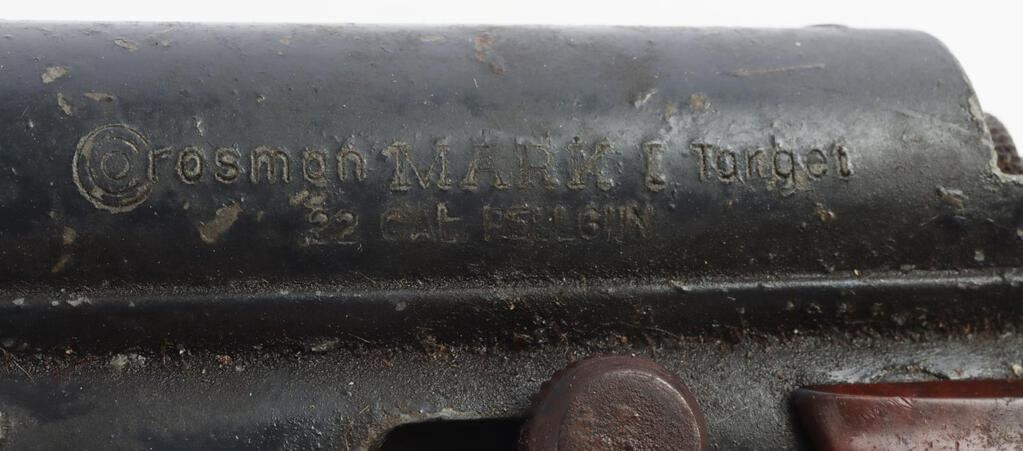 Crosman MARK I Target
.22 CAL PELLGUN